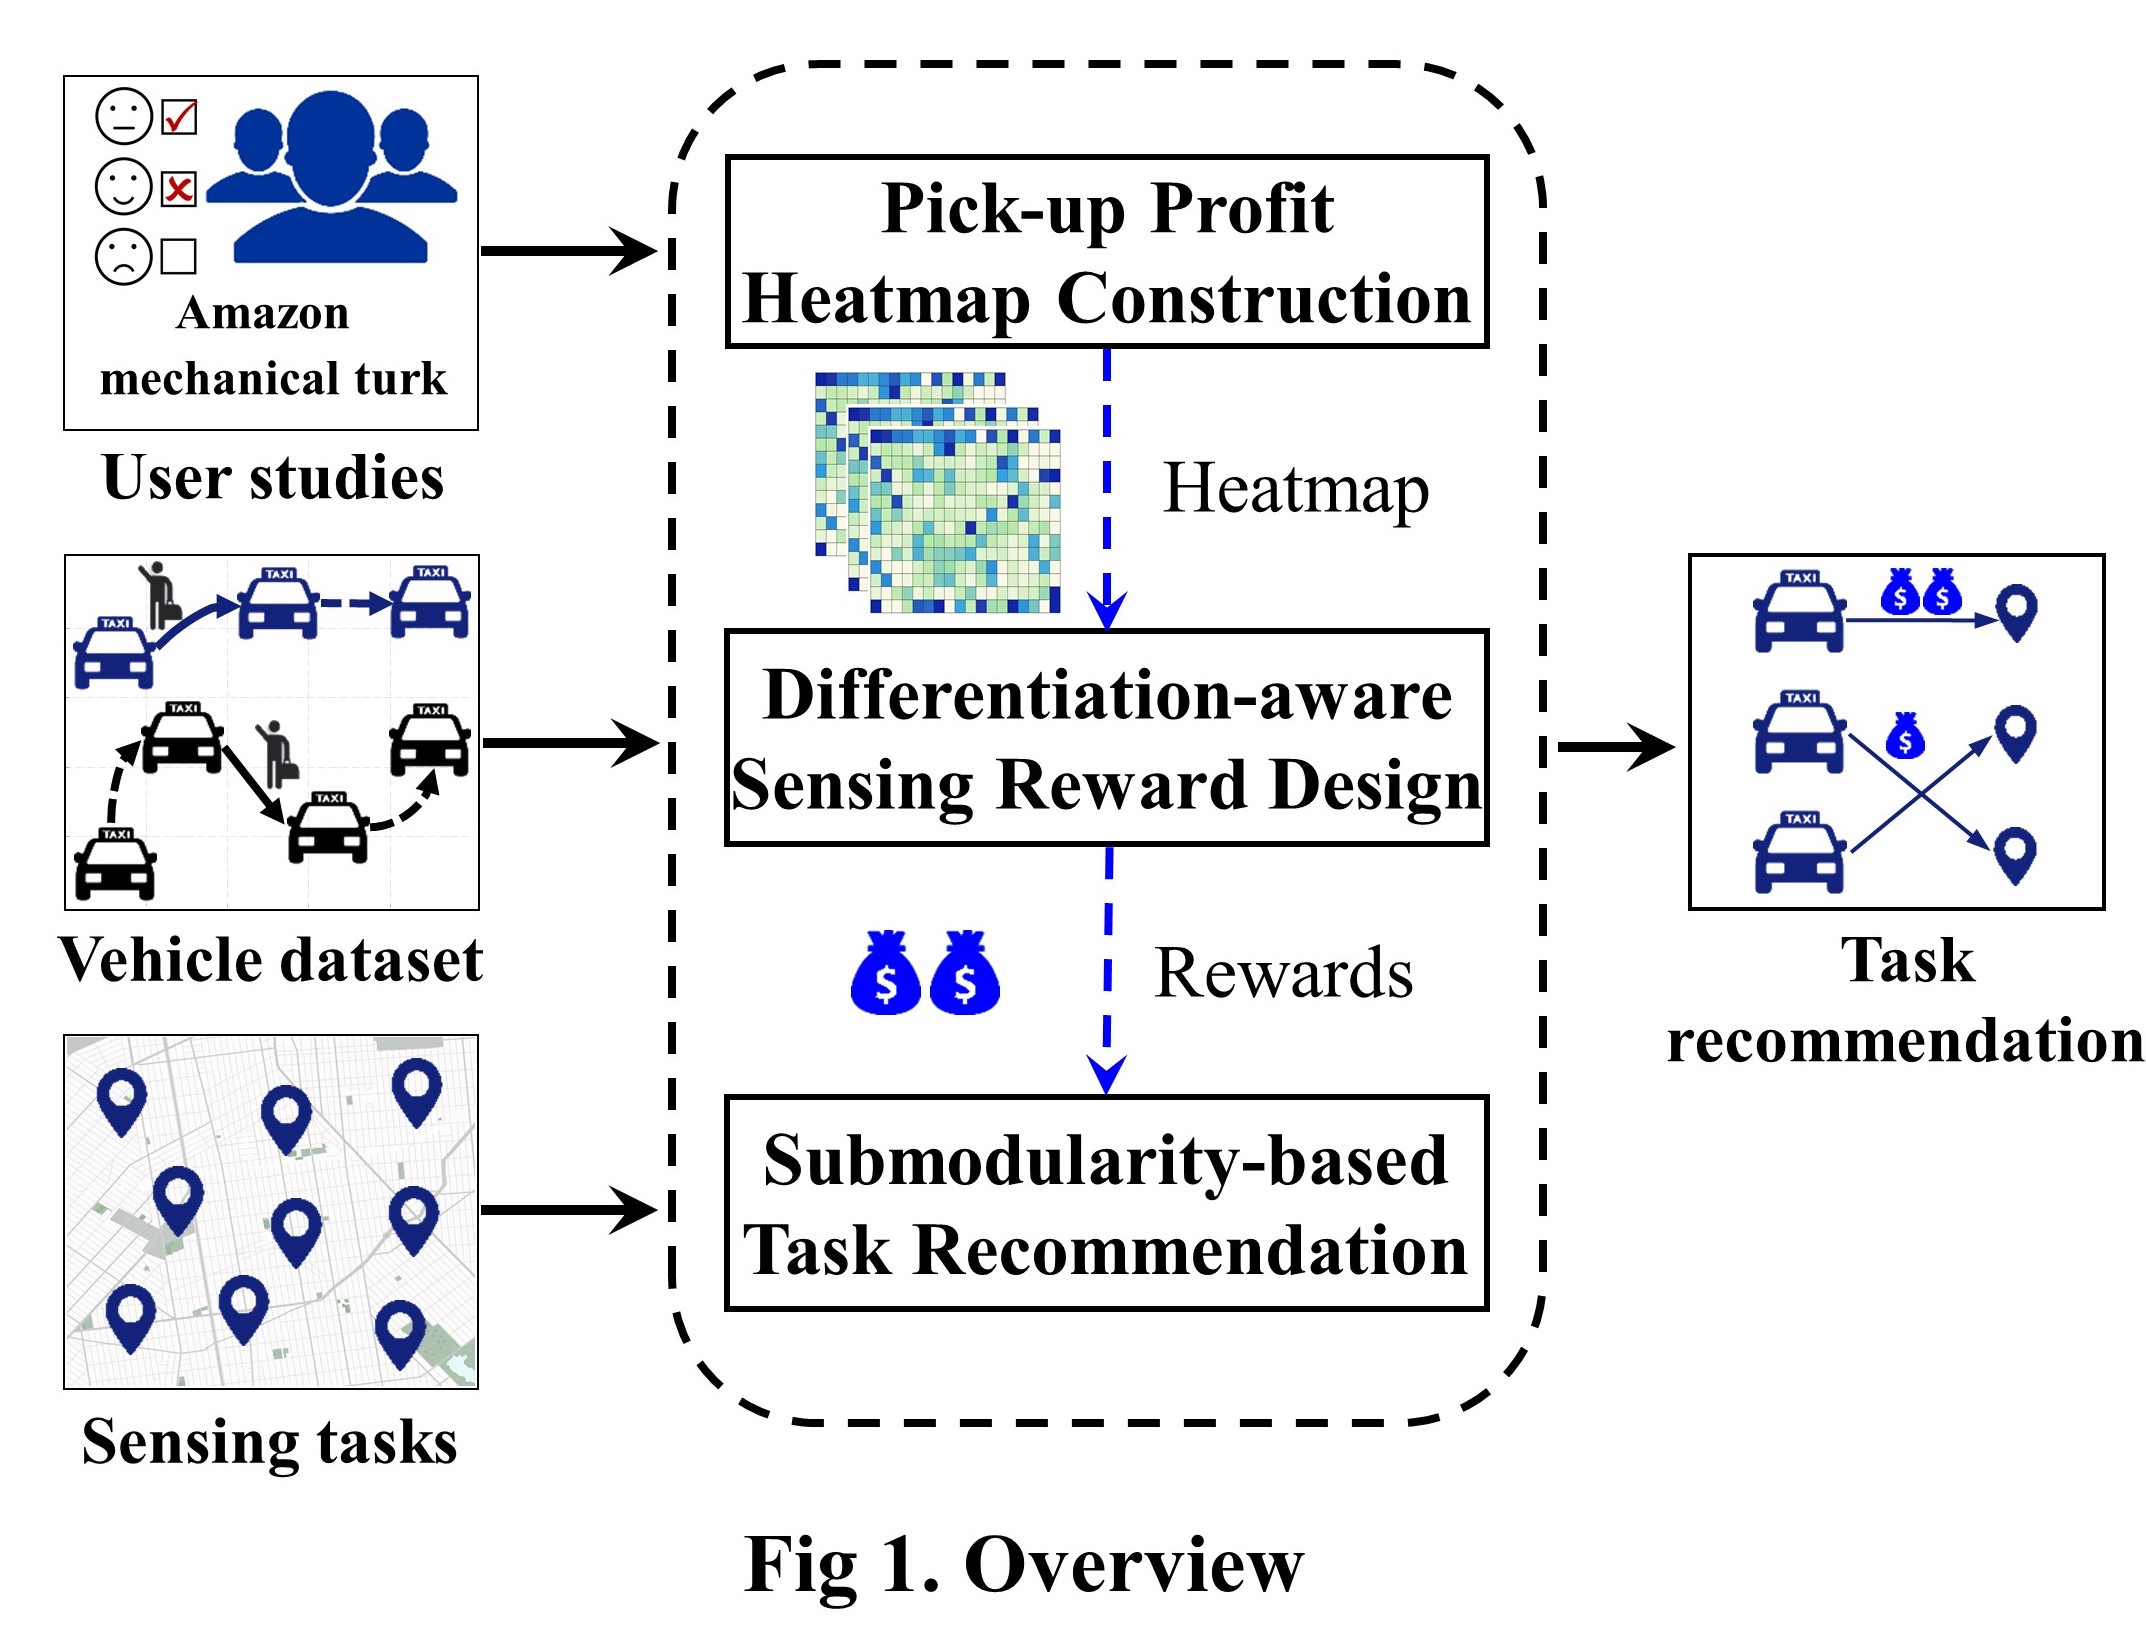 Amazon
mechanical turk
User studies
TAXI
TAXI
TAXI
TAXI
TAXI
TAXI
TAXI
Vehicle dataset
Sensing tasks
Pick-up Profit
Heatmap Construction
Heatmap
Differentiation-aware
Sensing Reward Design
$ $
Rewards
Submodularity-based
Task Recommendation
TAXI
$ $
TAXI
$
TAXI
Task
recommendation
Fig 1. Overview